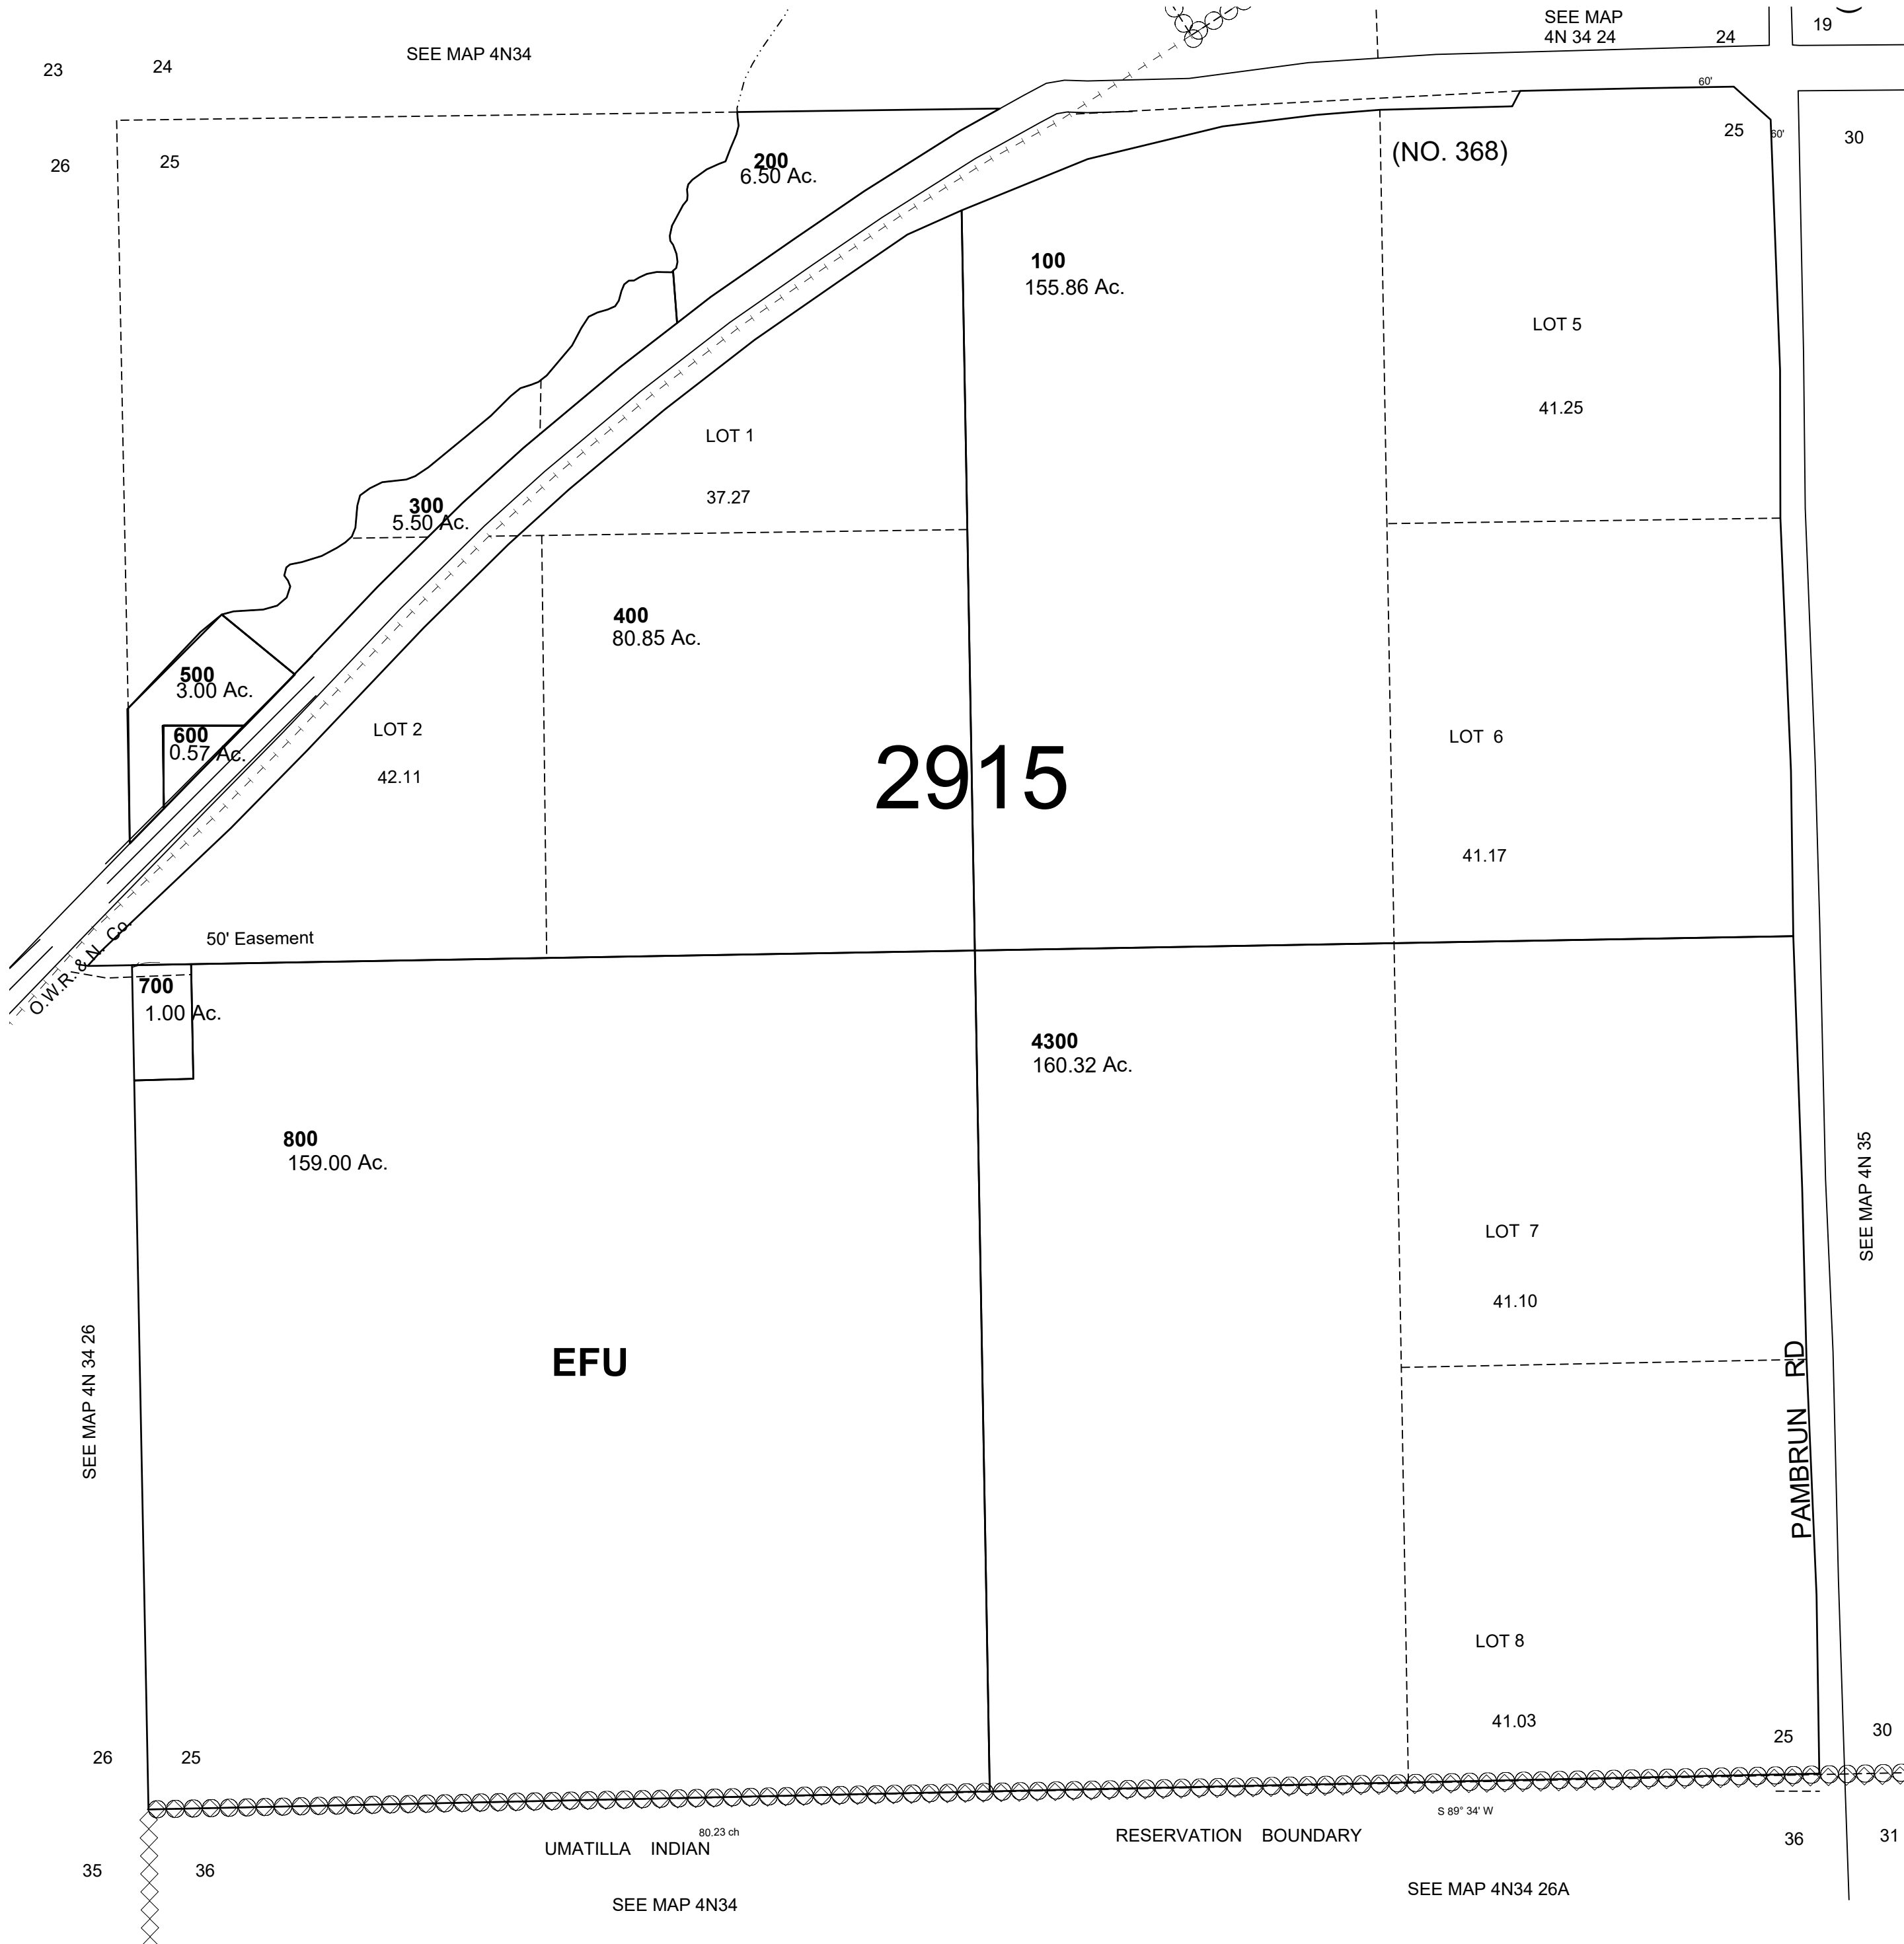 SEE MAP 4N34
SEE MAP
4N 34 24
24
19
23
24
60'
25
60'
30
26
25
(NO. 368)
200
6.50 Ac.
100
155.86 Ac.
LOT 5
41.25
LOT 1
37.27
300
5.50 Ac.
400
80.85 Ac.
500
3.00 Ac.
600
0.57 Ac.
LOT 2
42.11
2915
LOT 6
41.17
50' Easement
O.W.R. & N. Co.
700
1.00 Ac.
4300
160.32 Ac.
800
159.00 Ac.
SEE MAP 4N 35
LOT 7
41.10
EFU
SEE MAP 4N 34 26
PAMBRUN RD
LOT 8
41.03
26
25
25
30
80.23 ch
S 89° 34' W
UMATILLA INDIAN
RESERVATION BOUNDARY
36
31
35
36
SEE MAP 4N34
SEE MAP 4N34 26A